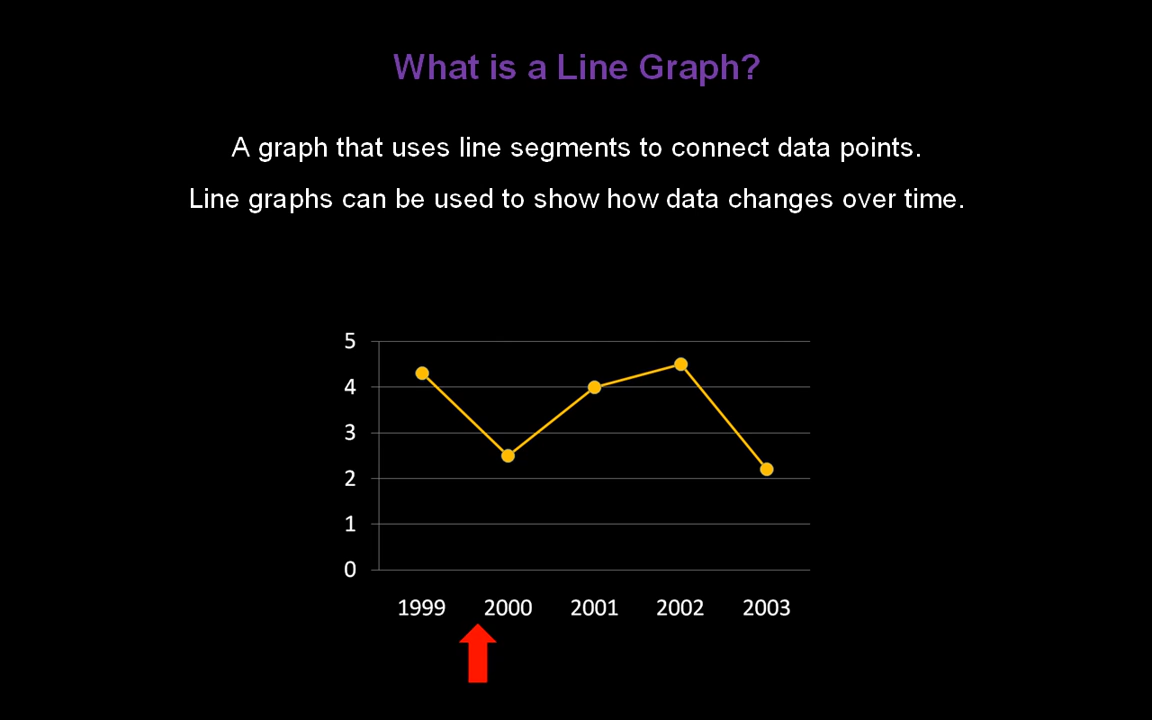 What is a Line Graph?
A graph that uses line segments to connect data points.
Line graphs can be used to show how data changes over time.
5
4
3
2
1
0
1999 2000 2001 2002 2003